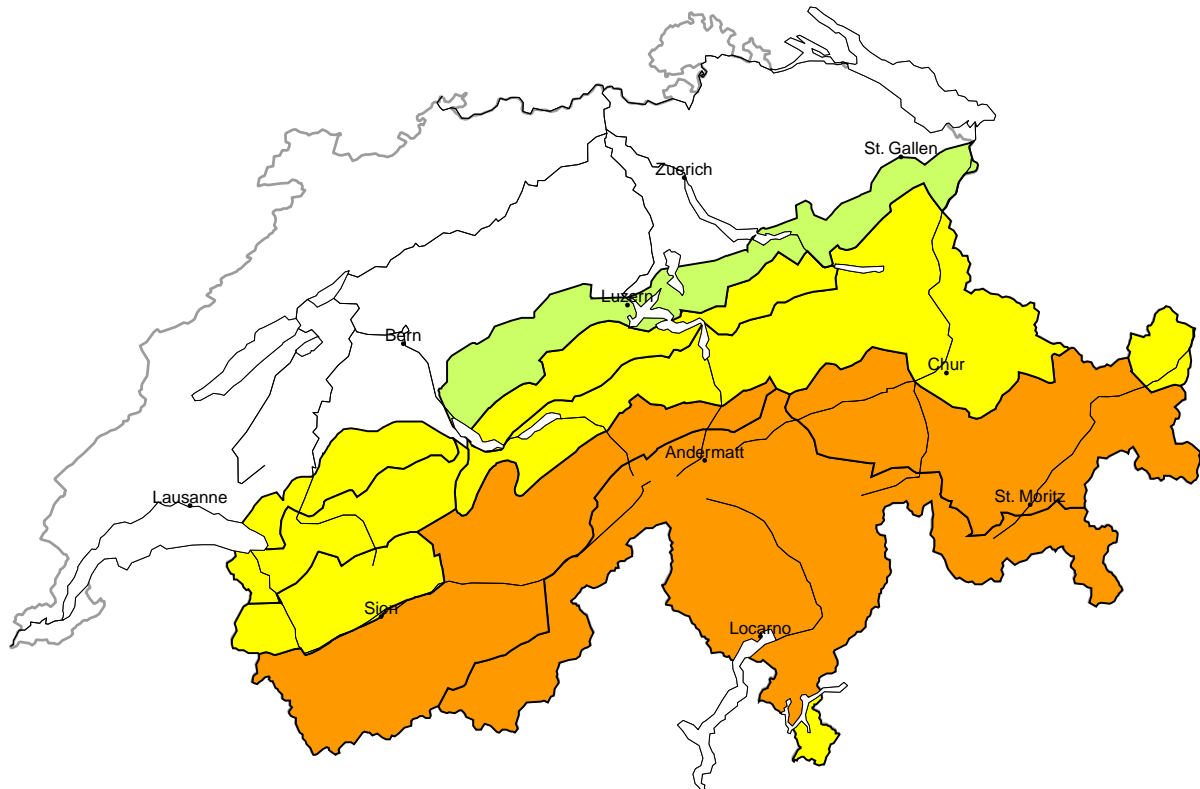 St. Gallen
Zuerich
Luzern
Bern
Chur
Andermatt
Lausanne
St. Moritz
Sion
Locarno